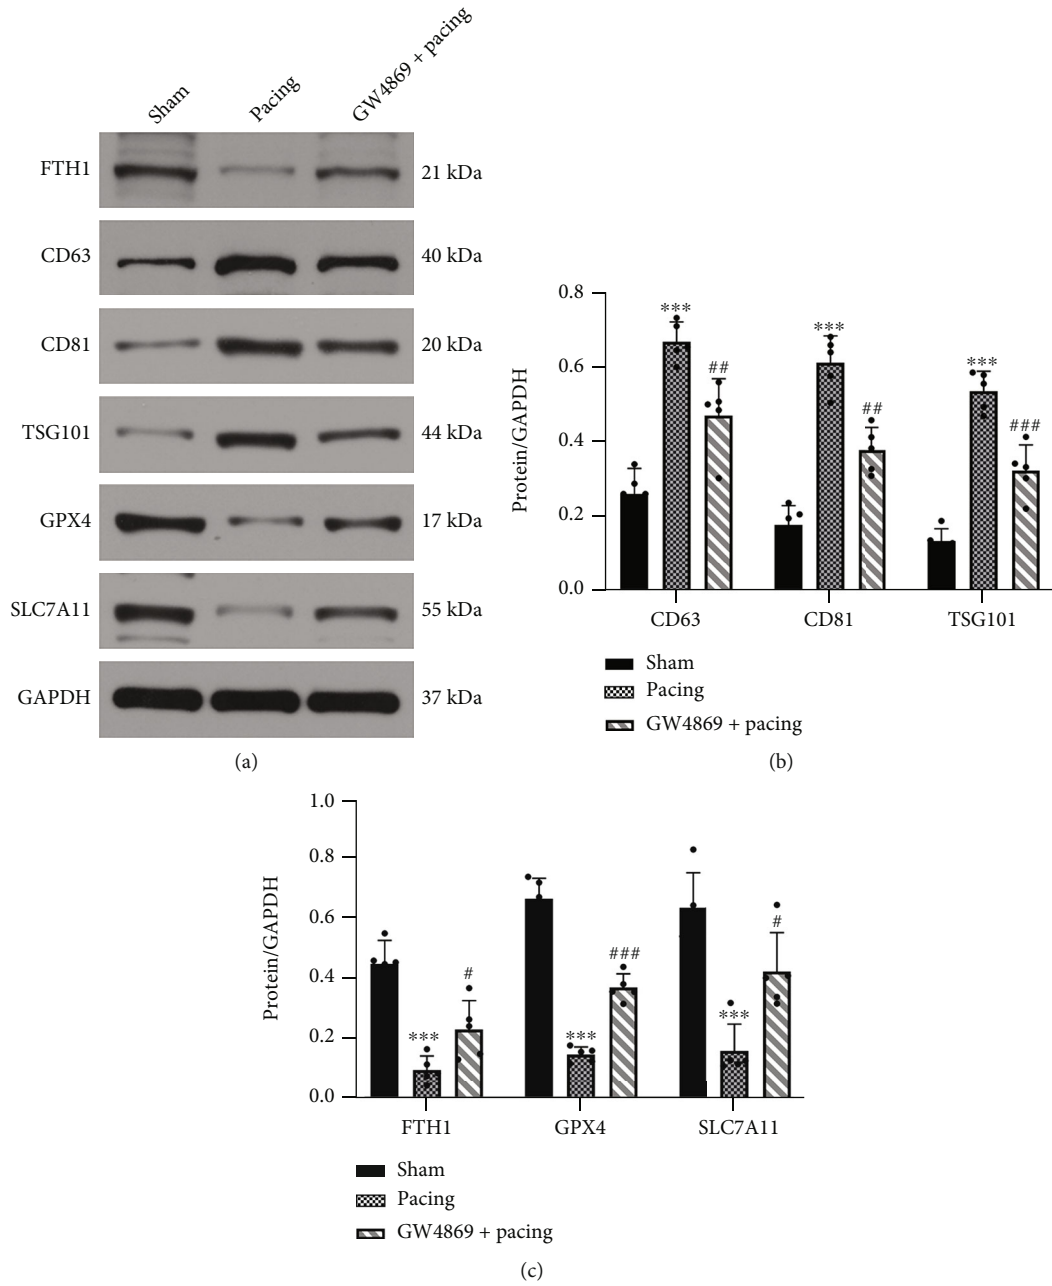 Sham
Pacing
GW4869 + pacing
FTH1 21 kDa
CD63 40 kDa
CD81 20 kDa
TSG101 44 kDa
GPX4 17 kDa
SLC7A11 55 kDa
GAPDH 37 kDa
(a)
Protein/GAPDH
0.8
0.6
0.4
0.2
0.0
***
##
***
##
***
###
CD63 CD81 TSG101
Sham
Pacing
GW4869 + pacing
(b)
Protein/GAPDH
1.0
0.8
0.6
0.4
0.2
0.0
***
#
***
###
***
#
FTH1 GPX4 SLC7A11
Sham
Pacing
GW4869 + pacing
(c)